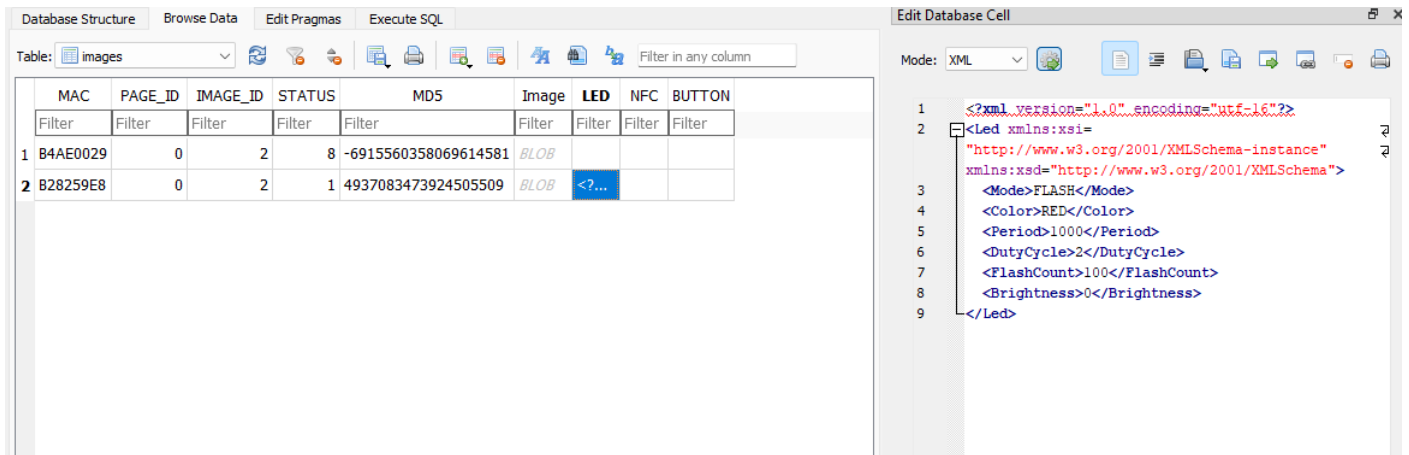 Database Structure Browse Data Edit Pragmas Execute SQL
Table: images Filter in any column
MAC PAGE_ID IMAGE_ID STATUS MD5 Image LED NFC BUTTON
Filter Filter Filter Filter Filter Filter Filter Filter Filter
1 B4AE0029 0 2 8 -6915560358069614581 BLOB
2 B28259E8 0 2 1 4937083473924505509 BLOB <?...
Edit Database Cell
Mode: XML
1 <?xml version="1.0" encoding="utf-16"?>
2 <Led xmlns:xsi=
"http://www.w3.org/2001/XMLSchema-instance"
xmlns:xsd="http://www.w3.org/2001/XMLSchema">
3 <Mode>FLASH</Mode>
4 <Color>RED</Color>
5 <Period>1000</Period>
6 <DutyCycle>2</DutyCycle>
7 <FlashCount>100</FlashCount>
8 <Brightness>0</Brightness>
9 </Led>